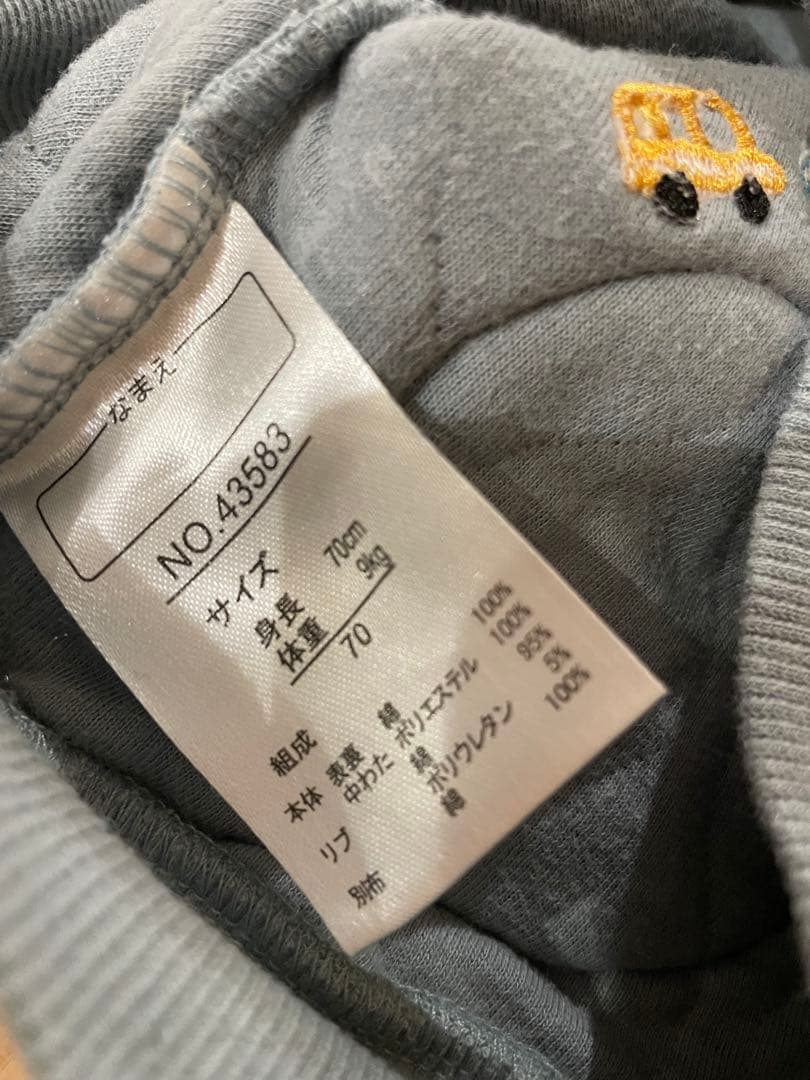 なまえ
NO.43583
サイズ
身長 70cm
体重 9kg
70
組成
本体 表裏 綿 100%
中わた ポリエステル 100%
リブ 綿 95%
ポリウレタン 5%
別布 綿 100%